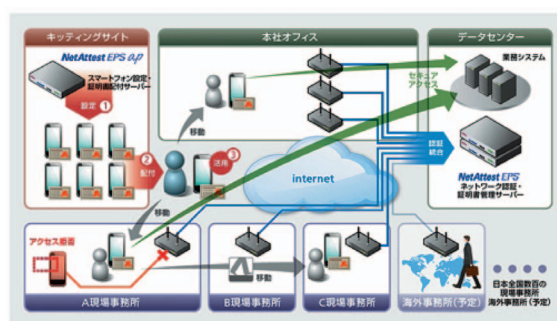 キッティングサイト
NetAttest EPS ap
スマートフォン設定・
証明書配付サーバー
設定 1
2
配付
本社オフィス
移動
活用 3
移動
セキュア
アクセス
internet
データセンター
業務システム
認証
統合
NetAttest EPS
ネットワーク認証・
証明書管理サーバー
アクセス拒否
A現場事務所
B現場事務所
移動
C現場事務所
海外事務所(予定)
日本全国数百の
現場事務所
海外事務所(予定)